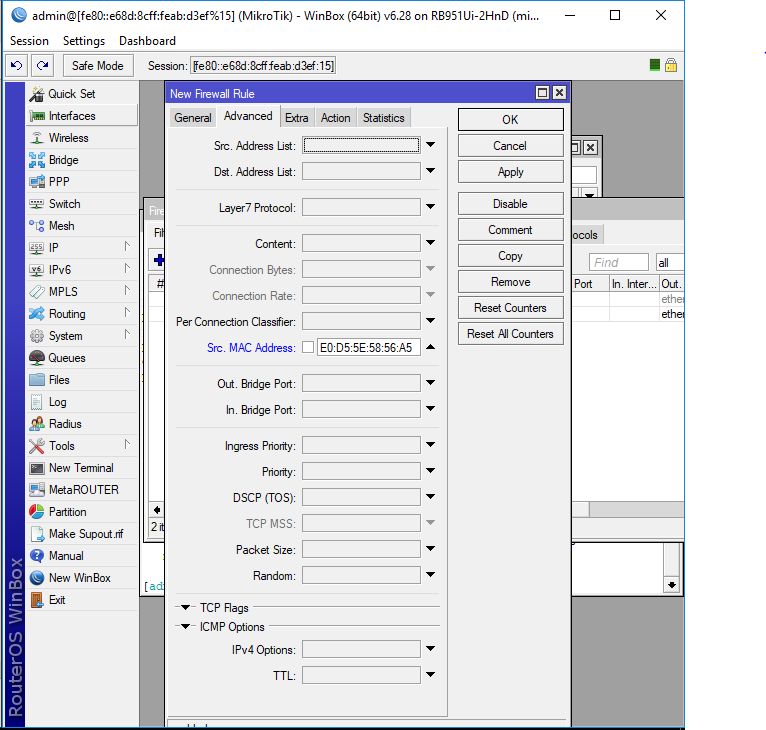 admin@[fe80::e68d:8cff:feab:d3ef%15] (MikroTik) - WinBox (64bit) v6.28 on RB951Ui-2HnD (mi...
Session Settings Dashboard
Safe Mode Session: [fe80::e68d:8cff:feab:d3ef:15]
RouterOS WinBox
Quick Set
Interfaces
Wireless
Bridge
PPP
Switch
Mesh
IP
IPv6
MPLS
Routing
System
Queues
Files
Log
Radius
Tools
New Terminal
MetaROUTER
Partition
Make Supout.rif
Manual
New WinBox
Exit
New Firewall Rule
General Advanced Extra Action Statistics
Src. Address List:
Dst. Address List:
Layer7 Protocol:
Content:
Connection Bytes:
Connection Rate:
Per Connection Classifier:
Src. MAC Address: E0:D5:5E:58:56:A5
Out. Bridge Port:
In. Bridge Port:
Ingress Priority:
Priority:
DSCP (TOS):
TCP MSS:
Packet Size:
Random:
TCP Flags
ICMP Options
IPv4 Options:
TTL:
OK
Cancel
Apply
Disable
Comment
Copy
Remove
Reset Counters
Reset All Counters
#
2 it
[ad
ocols
Find all
Port In. Inter... Out.
ether
ether